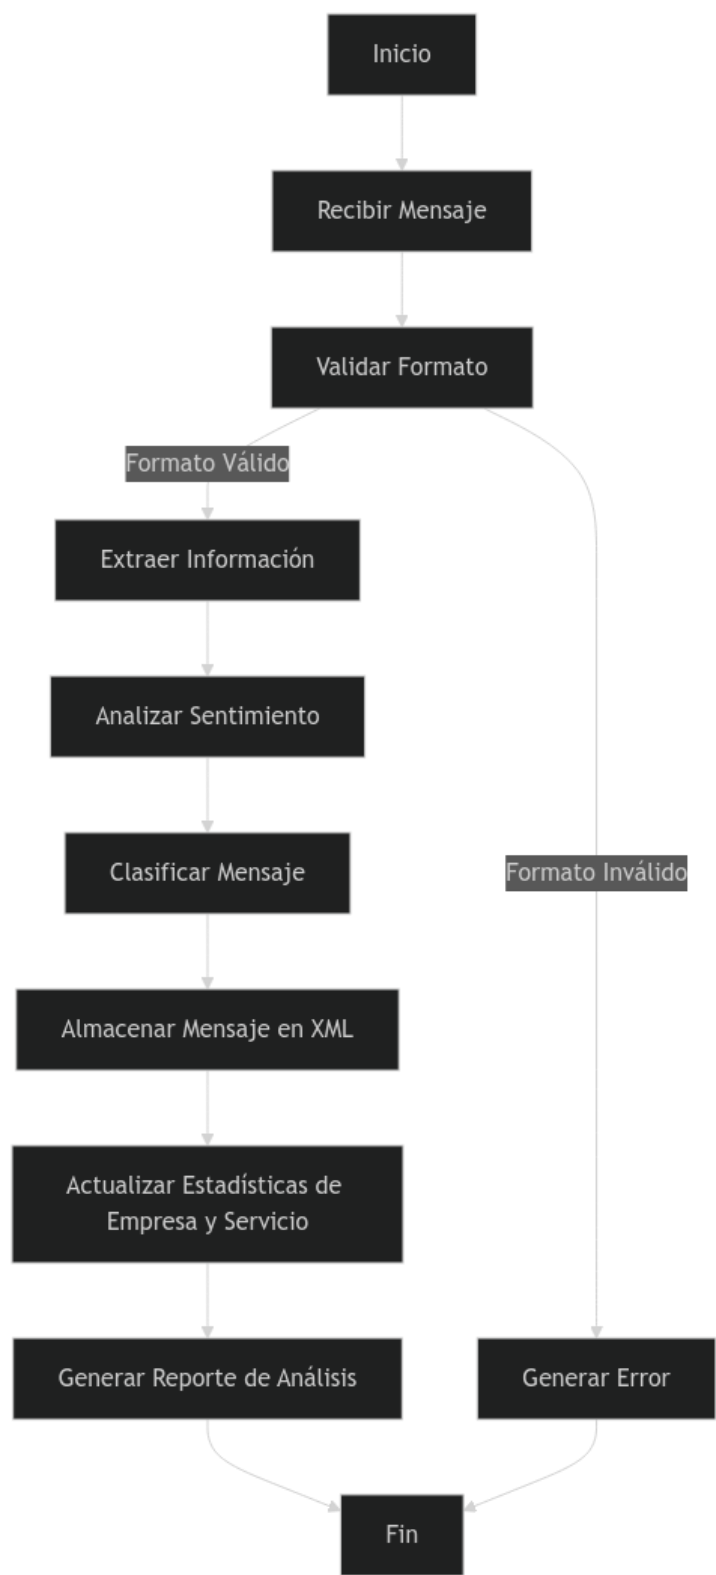 Inicio
Recibir Mensaje
Validar Formato
Formato Válido
Extraer Información
Analizar Sentimiento
Clasificar Mensaje
Formato Inválido
Almacenar Mensaje en XML
Actualizar Estadísticas de
Empresa y Servicio
Generar Reporte de Análisis
Generar Error
Fin